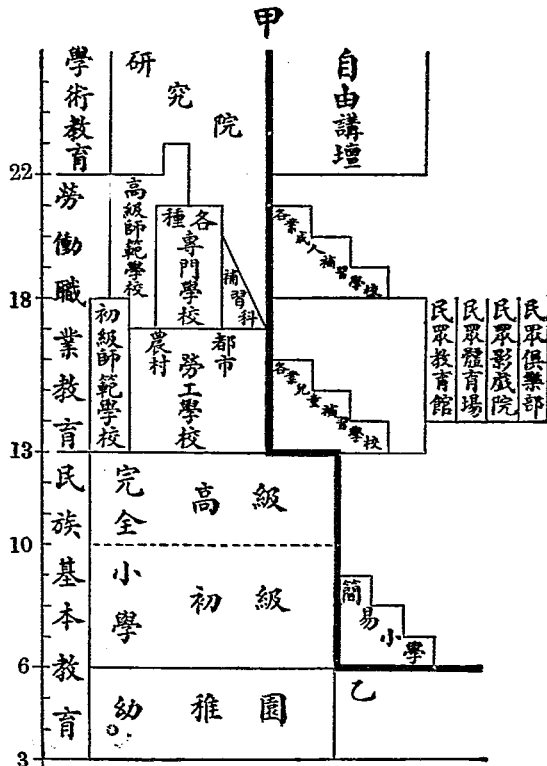 甲
學術教育
研究院
自由講壇
22
勞働職業教育
高級師範學校
各種專門學校
補習科
各業成人補習學校
18
初級師範學校
農村
都市
勞工學校
各業兒童補習學校
民眾教育館
民眾體育場
民眾影戲院
民眾俱樂部
13
民族基本教育
完全小學
高級
10
初級
簡易小學
6
乙
幼稚園
3